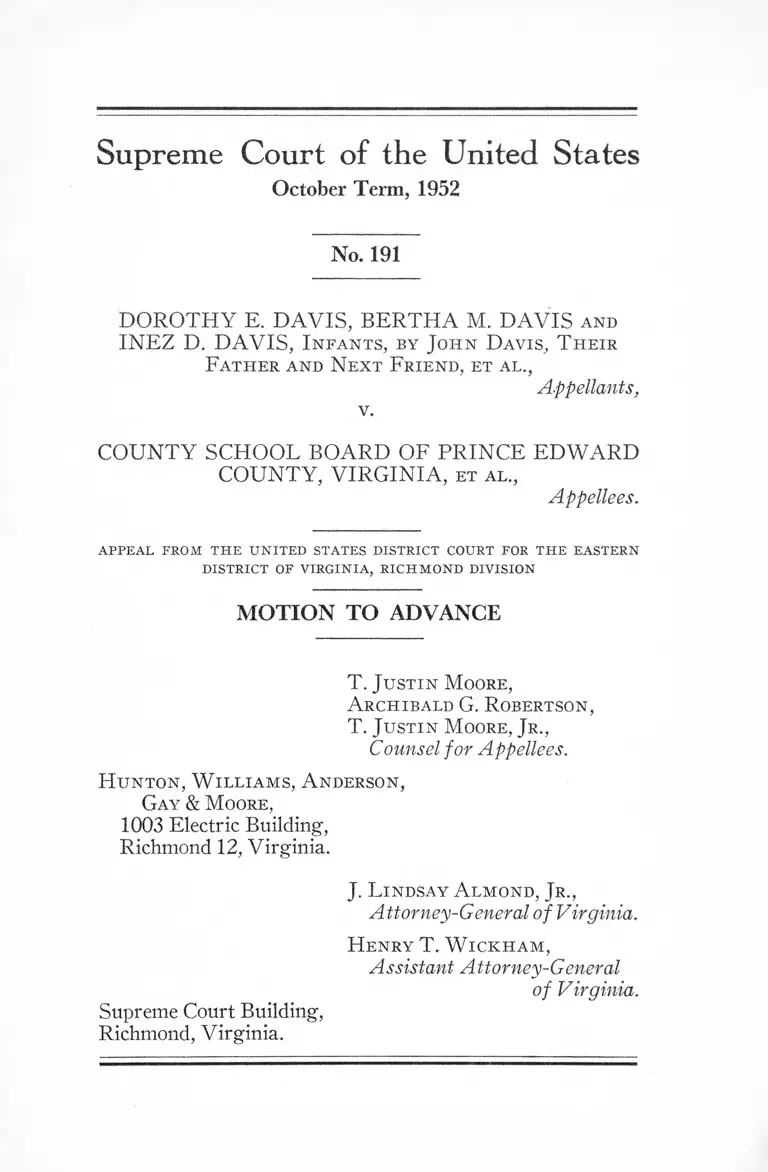 Supreme Court of the United States
October Term, 1952
No. 191
DOROTHY E. DAVIS, BERTHA M. DAVIS AND
INEZ D. DAVIS, INFANTS, BY JOHN DAVIS, THEIR
FATHER AND NEXT FRIEND, ET AL.,
Appellants,
v.
COUNTY SCHOOL BOARD OF PRINCE EDWARD
COUNTY, VIRGINIA, ET AL.,
Appellees.
APPEAL FROM THE UNITED STATES DISTRICT COURT FOR THE EASTERN
DISTRICT OF VIRGINIA, RICHMOND DIVISION
MOTION TO ADVANCE
T. JUSTIN MOORE,
ARCHIBALD G. ROBERTSON,
T. JUSTIN MOORE, JR.,
Counsel for Appellees.
HUNTON, WILLIAMS, ANDERSON,
GAY & MOORE,
1003 Electric Building,
Richmond 12, Virginia.
J. LINDSAY ALMOND, JR.,
Attorney-General of Virginia.
HENRY T. WICKHAM,
Assistant Attorney-General
of Virginia.
Supreme Court Building,
Richmond, Virginia.